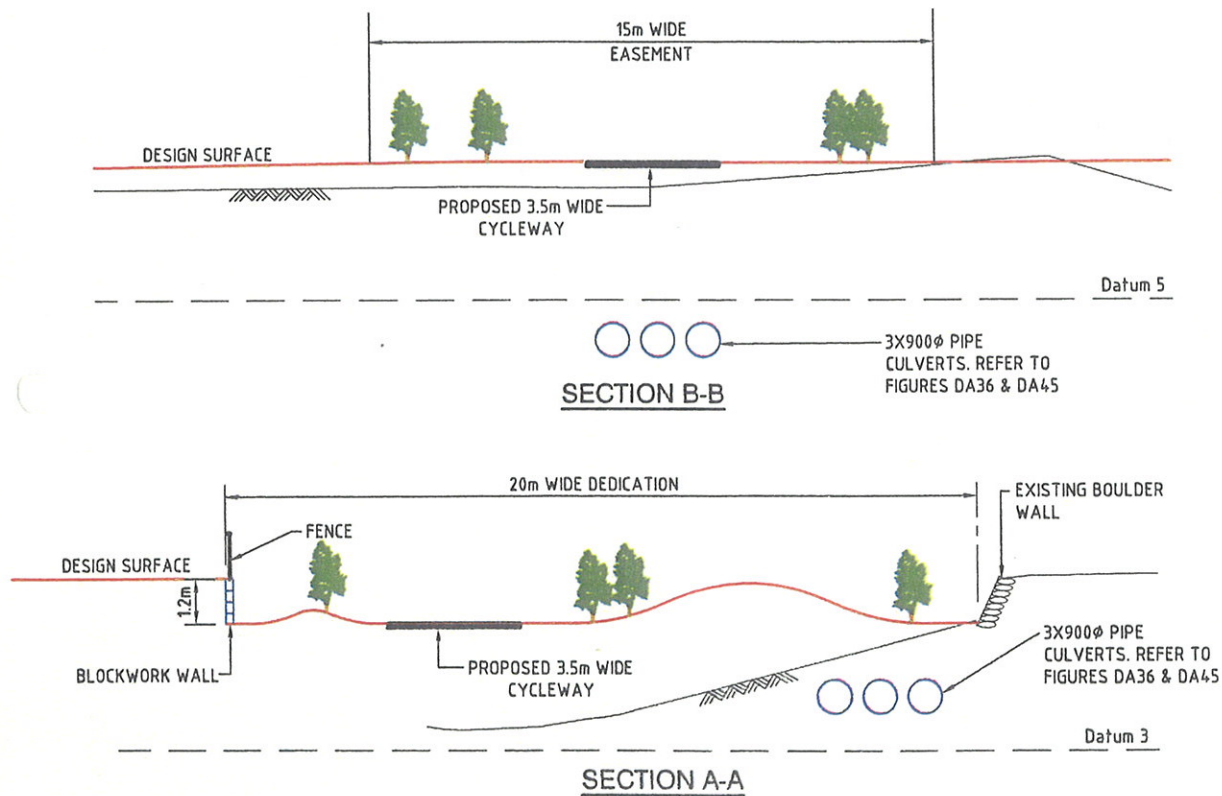 15m WIDE
EASEMENT
DESIGN SURFACE
PROPOSED 3.5m WIDE
CYCLEWAY
Datum 5
3X900ø PIPE
CULVERTS. REFER TO
FIGURES DA36 & DA45
SECTION B-B
20m WIDE DEDICATION
EXISTING BOULDER
WALL
FENCE
DESIGN SURFACE
1.2m
BLOCKWORK WALL
PROPOSED 3.5m WIDE
CYCLEWAY
3X900ø PIPE
CULVERTS. REFER TO
FIGURES DA36 & DA45
Datum 3
SECTION A-A